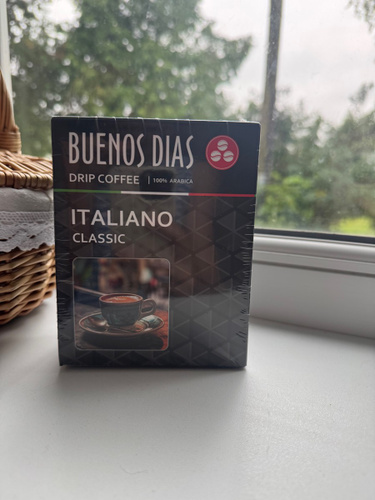 BUENOS DIAS
DRIP COFFEE | 100% ARABICA
ITALIANO
CLASSIC